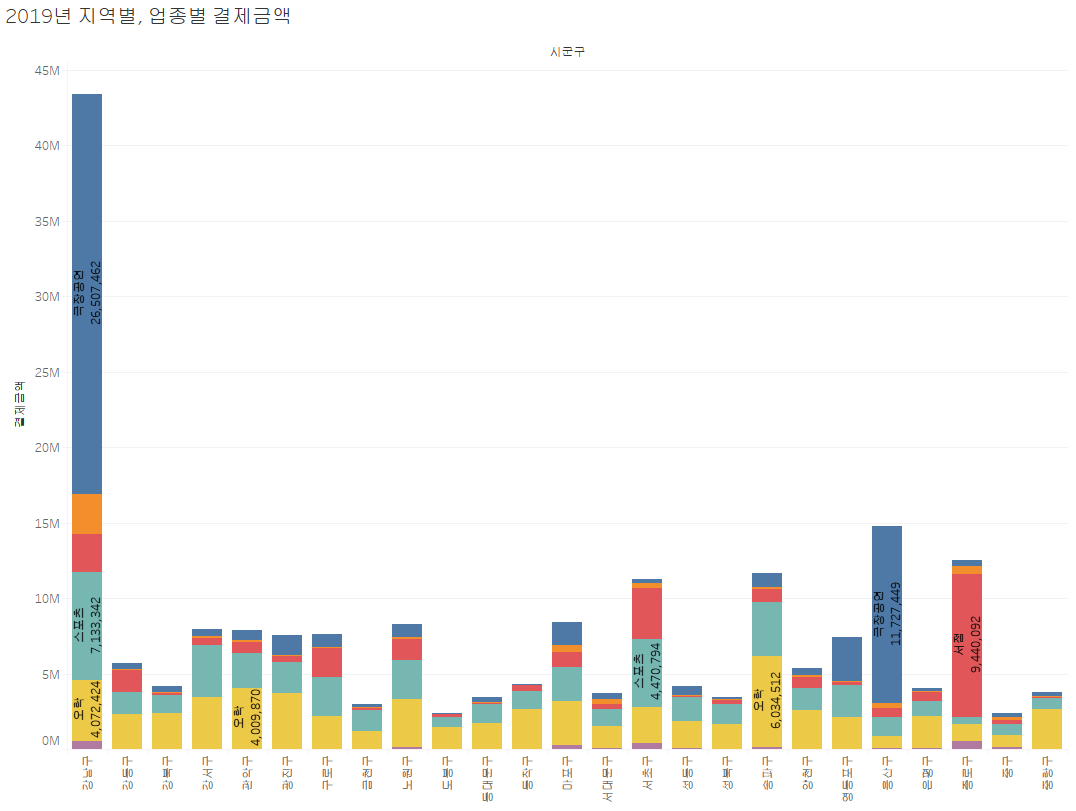 2019년 지역별, 업종별 결제금액
시군구
45M
40M
35M
30M
25M
20M
15M
10M
5M
0M
결제금액
극장공연
26,507,462
스포츠
7,133,342
오락
4,072,424
오락
4,009,870
스포츠
4,470,794
오락
6,034,512
극장공연
11,727,449
서점
9,440,092
강남구
강동구
강북구
강서구
관악구
광진구
구로구
금천구
노원구
도봉구
동대문구
동작구
마포구
서대문구
서초구
성동구
성북구
송파구
양천구
영등포구
용산구
은평구
종로구
중구
중랑구